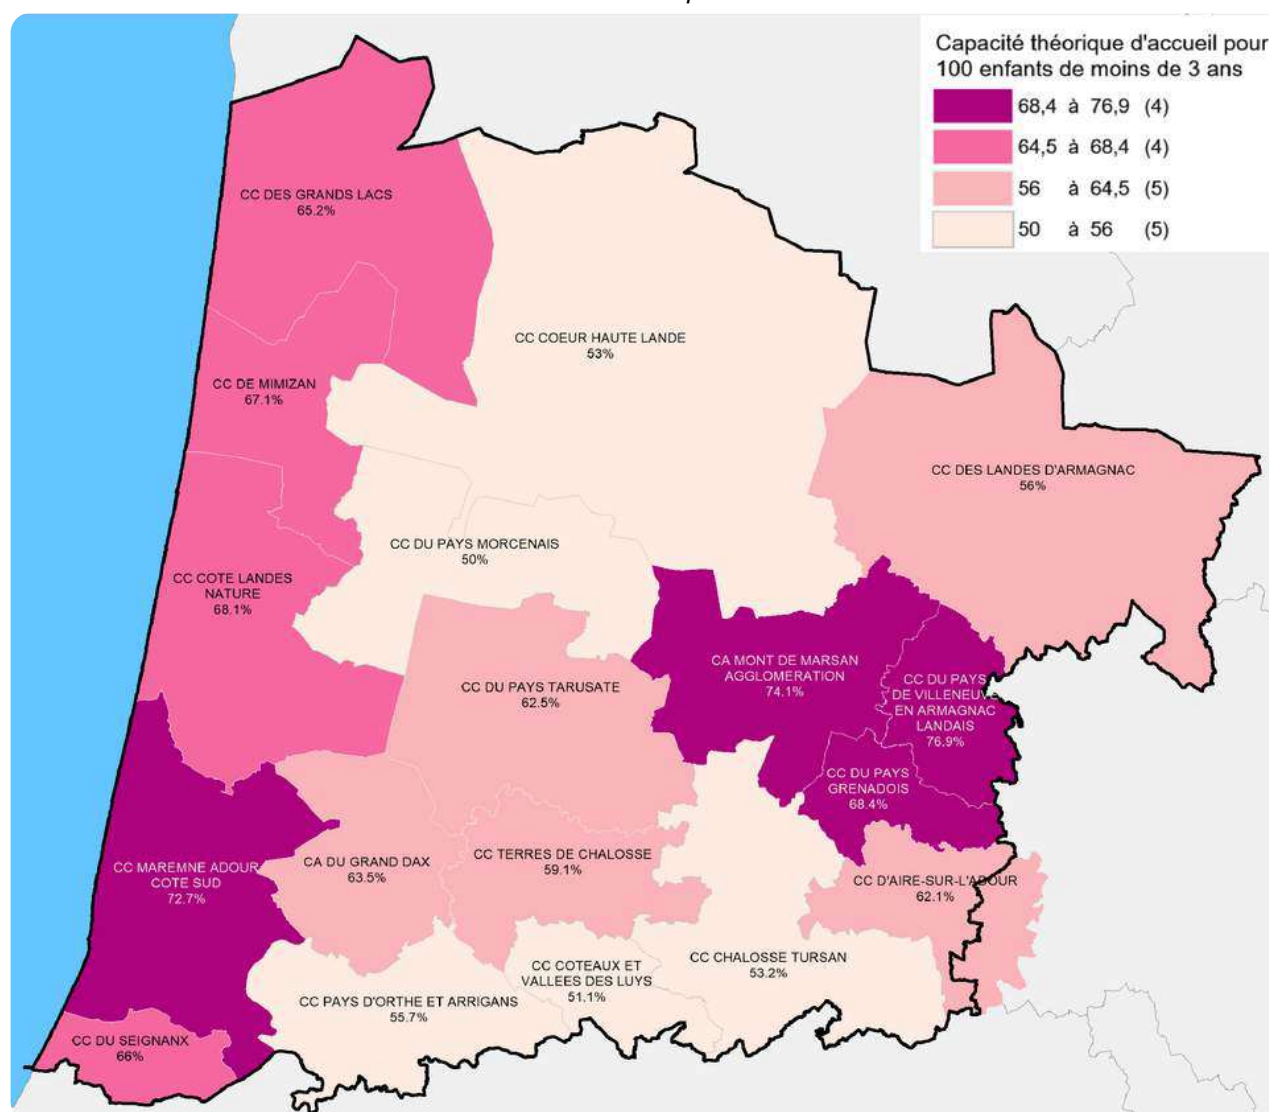 Capacité théorique d'accueil pour
100 enfants de moins de 3 ans
68,4 à 76,9 (4)
64,5 à 68,4 (4)
56 à 64,5 (5)
50 à 56 (5)
CC DES GRANDS LACS
65.2%
CC COEUR HAUTE LANDE
53%
CC DE MIMIZAN
67.1%
CC DES LANDES D'ARMAGNAC
56%
CC DU PAYS MORCENAIS
50%
CC COTE LANDES
NATURE
68.1%
CA MONT DE MARSAN
AGGLOMERATION
74.1%
CC DU PAYS TARUSATE
62.5%
CC DU PAYS
DE VILLENEUVE
EN ARMAGNAC
LANDAIS
76.9%
CC DU PAYS
GRENADOIS
68.4%
CC MAREMNE ADOUR
COTE SUD
72.7%
CA DU GRAND DAX
63.5%
CC TERRES DE CHALOSSE
59.1%
CC D'AIRE-SUR-L'ADOUR
62.1%
CC CHALOSSE TURSAN
53.2%
CC COTEAUX ET
VALLEES DES LUYS
51.1%
CC PAYS D'ORTHE ET ARRIGANS
55.7%
CC DU SEIGNANX
66%